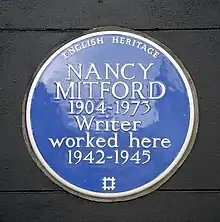 ENGLISH HERITAGE
NANCY
MITFORD
1904-1973
Writer
worked here
1942-1945